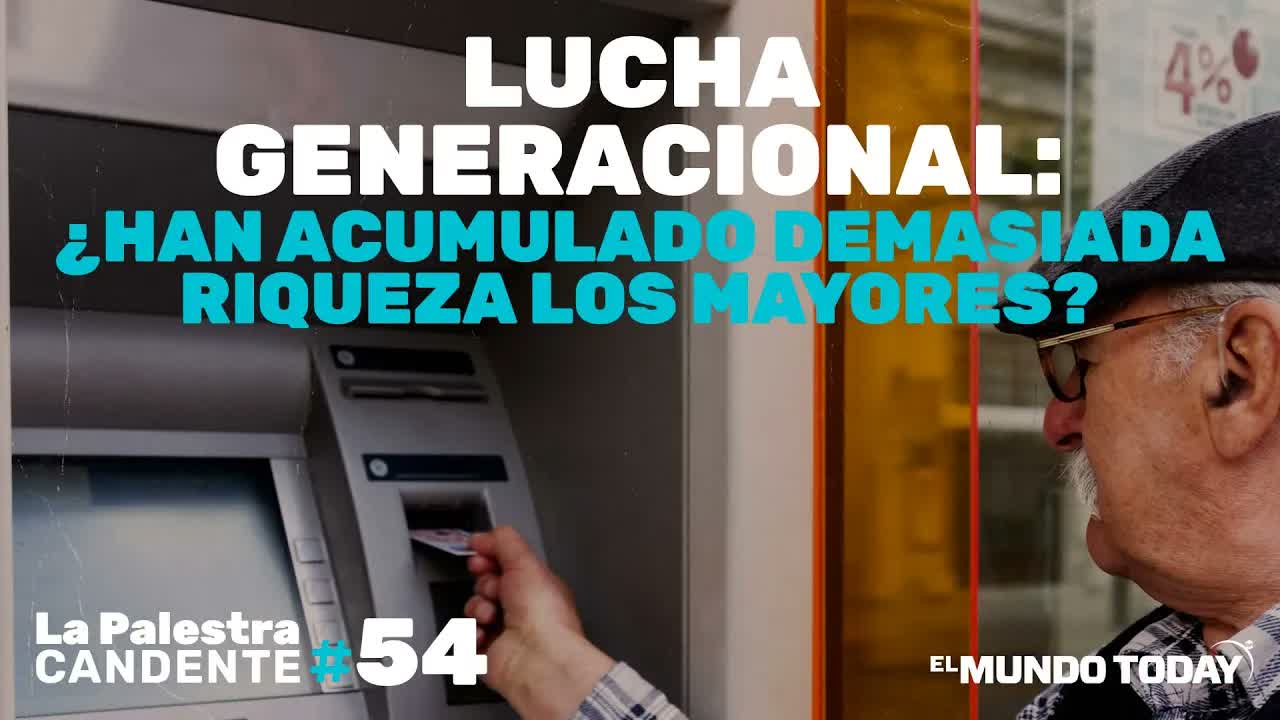 LUCHA
GENERACIONAL:
¿HAN ACUMULADO DEMASIADA
RIQUEZA LOS MAYORES?
4%
La Palestra
CANDENTE #54
EL MUNDO TODAY